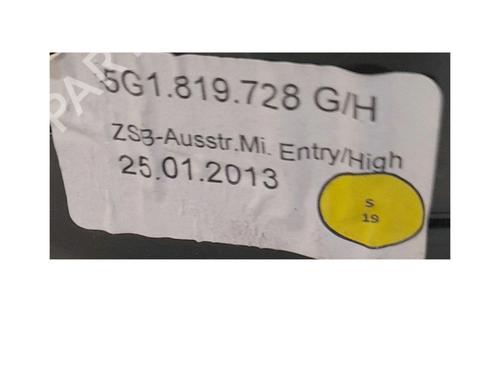 5G1.819.728 G/H
ZSB-Ausstr.Mi. Entry/High
25.01.2013
S
19